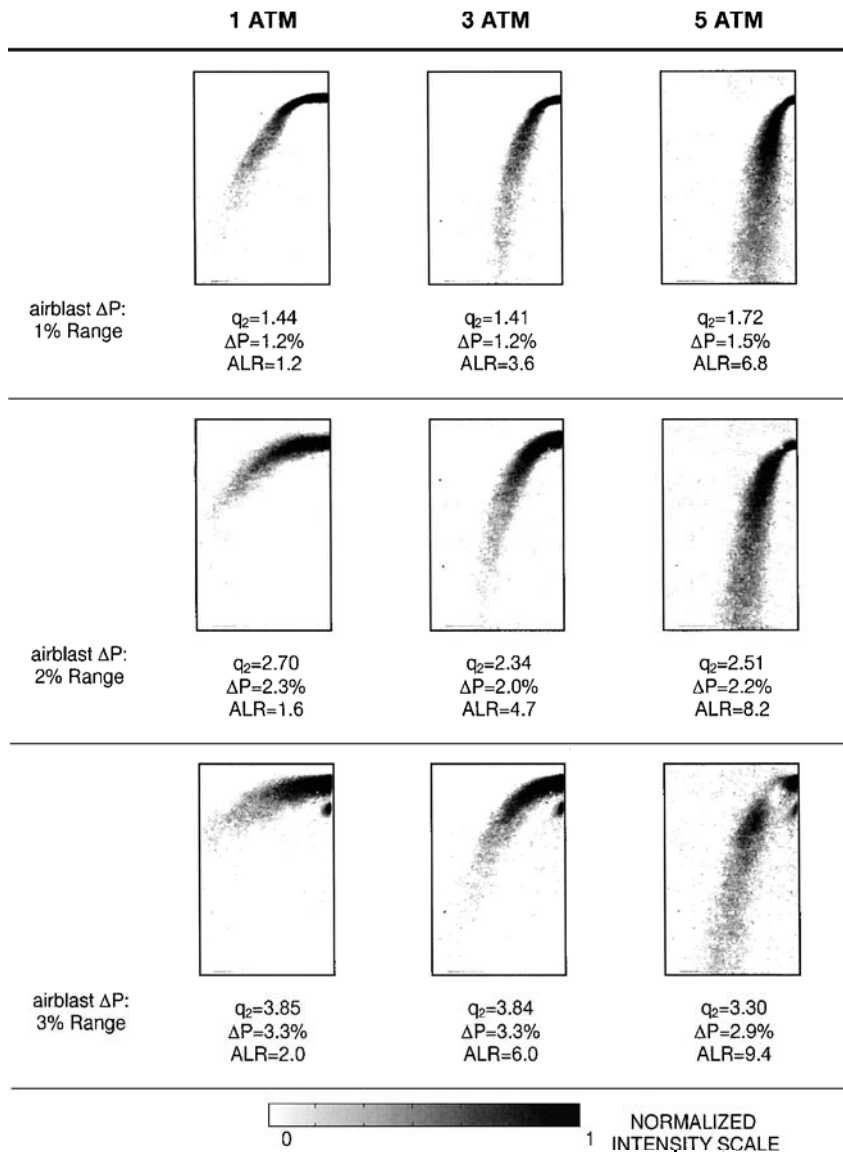 1 ATM 3 ATM 5 ATM
airblast ΔP:
1% Range
q₂=1.44 q₂=1.41 q₂=1.72
ΔP=1.2% ΔP=1.2% ΔP=1.5%
ALR=1.2 ALR=3.6 ALR=6.8
airblast ΔP:
2% Range
q₂=2.70 q₂=2.34 q₂=2.51
ΔP=2.3% ΔP=2.0% ΔP=2.2%
ALR=1.6 ALR=4.7 ALR=8.2
airblast ΔP:
3% Range
q₂=3.85 q₂=3.84 q₂=3.30
ΔP=3.3% ΔP=3.3% ΔP=2.9%
ALR=2.0 ALR=6.0 ALR=9.4
0 1
NORMALIZED
INTENSITY SCALE